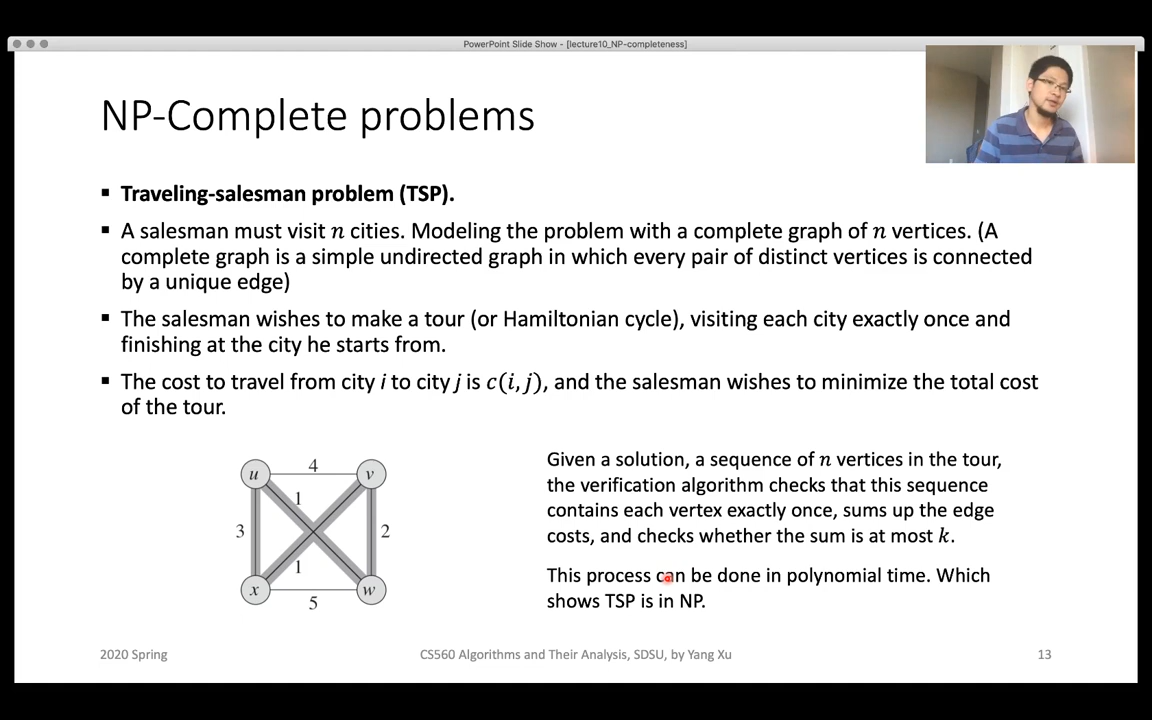 PowerPoint Slide Show - [lecture10_NP-completeness]
NP-Complete problems
▪ Traveling-salesman problem (TSP).
▪ A salesman must visit n cities. Modeling the problem with a complete graph of n vertices. (A
complete graph is a simple undirected graph in which every pair of distinct vertices is connected
by a unique edge)
▪ The salesman wishes to make a tour (or Hamiltonian cycle), visiting each city exactly once and
finishing at the city he starts from.
▪ The cost to travel from city i to city j is c(i, j), and the salesman wishes to minimize the total cost
of the tour.
u 4 v
1
3 2
1
x 5 w
Given a solution, a sequence of n vertices in the tour,
the verification algorithm checks that this sequence
contains each vertex exactly once, sums up the edge
costs, and checks whether the sum is at most k.
This process can be done in polynomial time. Which
shows TSP is in NP.
2020 Spring
CS560 Algorithms and Their Analysis, SDSU, by Yang Xu
13